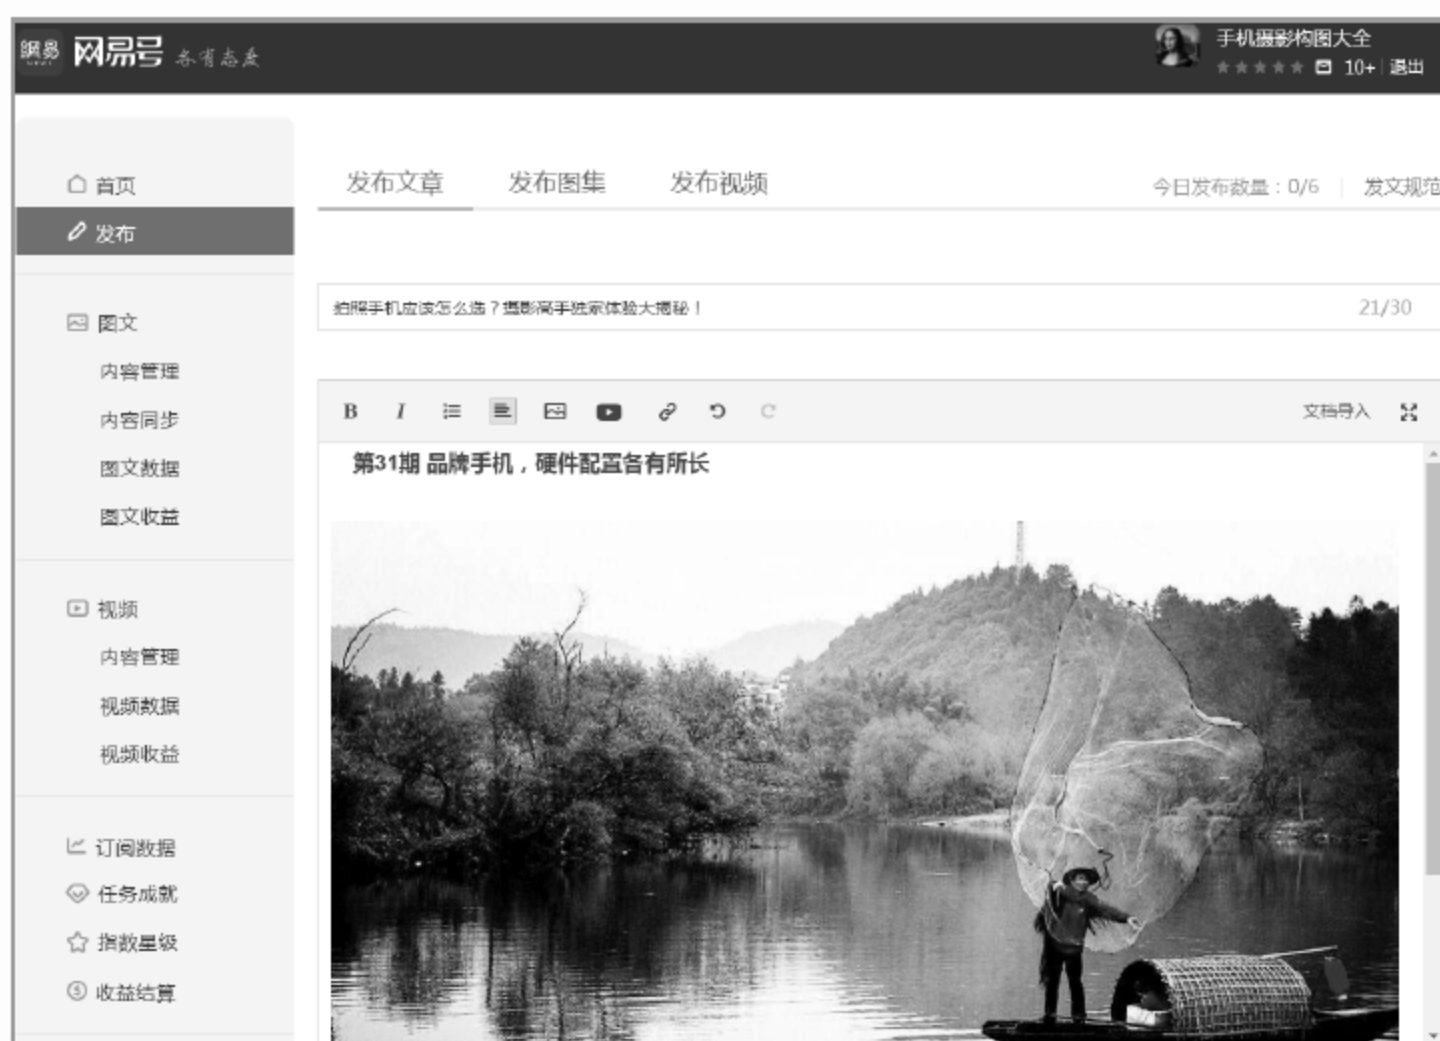 網易 网易号 各有态度
手机摄影构图大全
10+ 退出
首页
发布
图文
内容管理
内容同步
图文数据
图文收益
视频
内容管理
视频数据
视频收益
订阅数据
任务成就
指数星级
收益结算
发布文章 发布图集 发布视频 今日发布数量：0/6 发文规范
拍照手机应该怎么选？摄影高手独家体验大揭秘！ 21/30
B I 文档导入
第31期 品牌手机，硬件配置各有所长